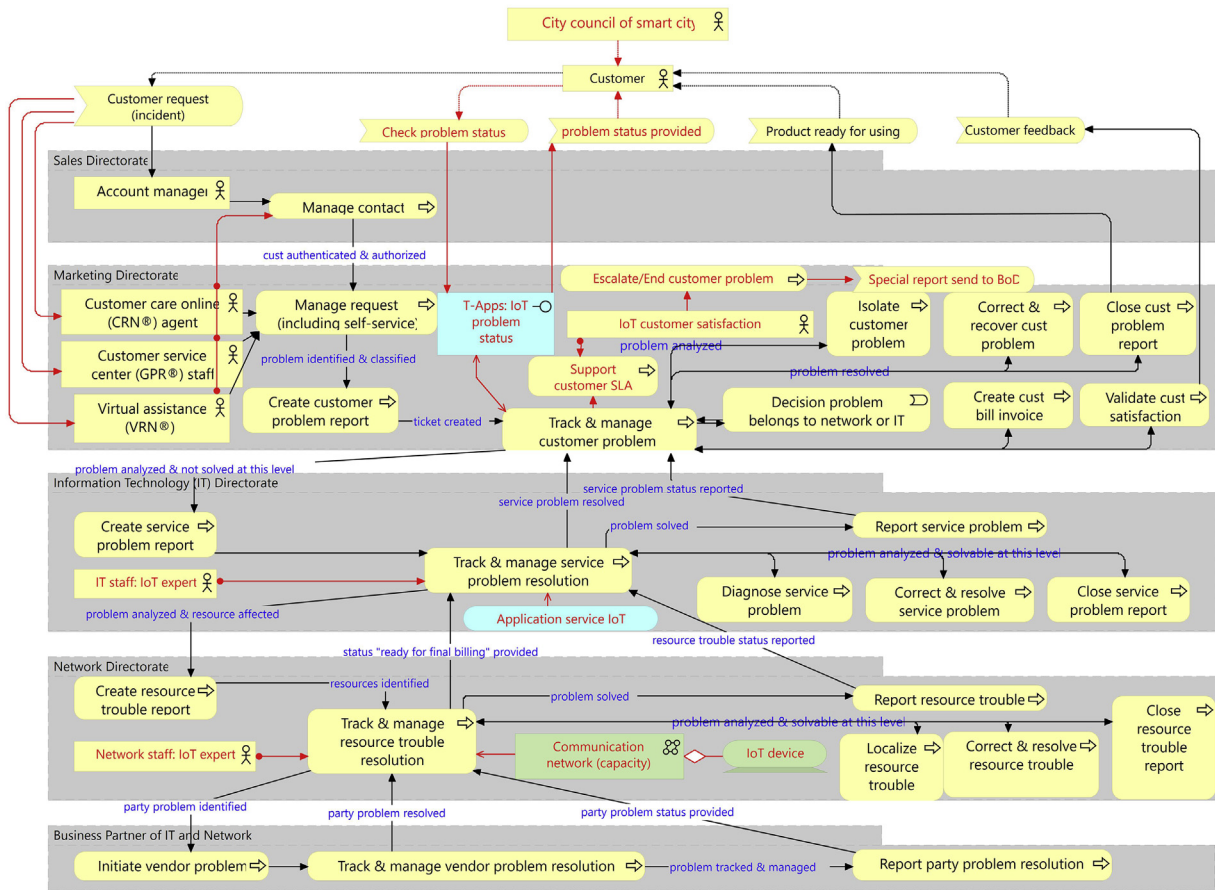 City council of smart city
Customer
Customer request
(incident)
Check problem status
problem status provided
Product ready for using
Customer feedback
Sales Directorate
Account manager
Manage contact
cust authenticated & authorized
Marketing Directorate
Escalate/End customer problem
Special report send to BoD
Customer care online
(CRN®) agent
Manage request
(including self-service)
T-Apps: IoT
problem
status
IoT customer satisfaction
Isolate
customer
problem
Correct &
recover cust
problem
Close cust
problem
report
problem analyzed
Customer service
center (GPR®) staff
problem identified & classified
Support
customer SLA
problem resolved
Virtual assistance
(VRN®)
Create customer
problem report
ticket created
Track & manage
customer problem
Decision problem
belongs to network or IT
Create cust
bill invoice
Validate cust
satisfaction
problem analyzed & not solved at this level
Information Technology (IT) Directorate
service problem status reported
service problem resolved
Create service
problem report
problem solved
Report service problem
Track & manage service
problem resolution
problem analyzed & solvable at this level
IT staff: IoT expert
Diagnose service
problem
Correct & resolve
service problem
Close service
problem report
problem analyzed & resource affected
Application service IoT
resource trouble status reported
status "ready for final billing" provided
Network Directorate
Create resource
trouble report
resources identified
problem solved
Report resource trouble
Track & manage
resource trouble
resolution
problem analyzed & solvable at this level
Close
resource
trouble
report
Network staff: IoT expert
Communication
network (capacity)
IoT device
Localize
resource
trouble
Correct & resolve
resource trouble
party problem identified
party problem resolved
party problem status provided
Business Partner of IT and Network
Initiate vendor problem
Track & manage vendor problem resolution
problem tracked & managed
Report party problem resolution